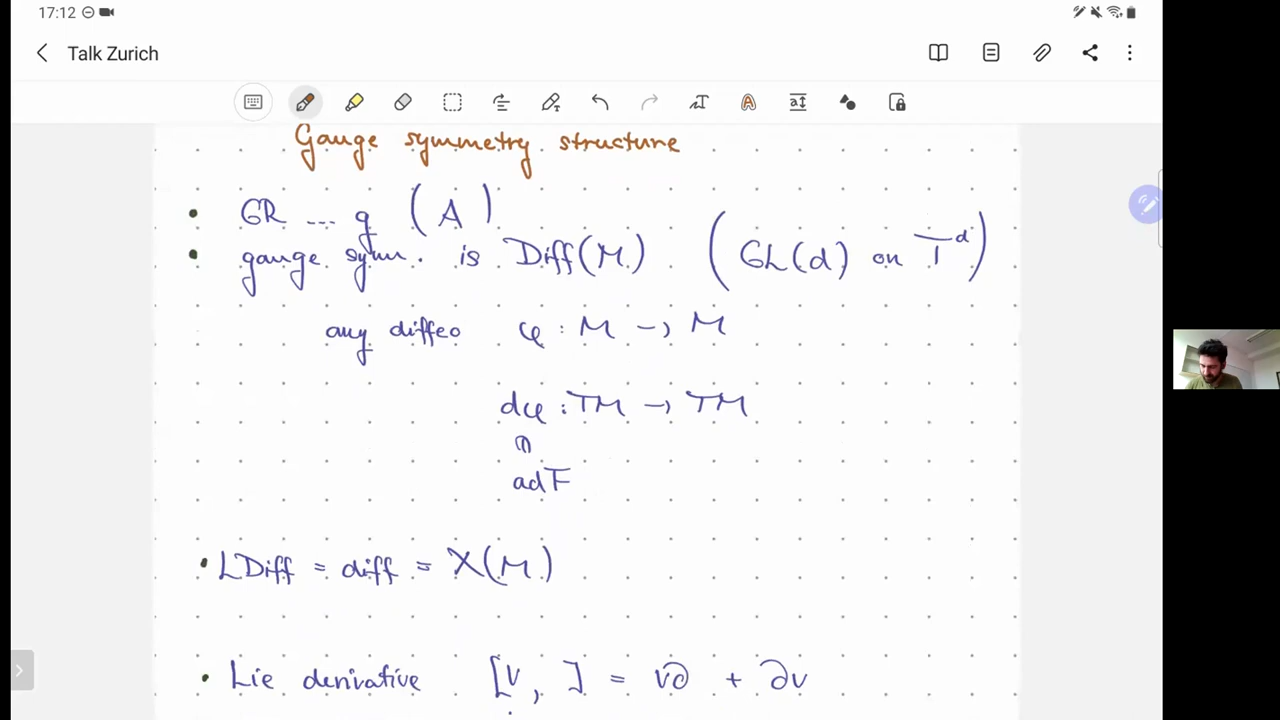 17:12
Talk Zurich
Gauge symmetry structure
• GR ... g (A)
• gauge sym. is Diff(M) (GL(d) on T^d)
any diffeo φ : M → M
dφ : TM → TM
∩
adF
• LDiff = diff = X(M)
• Lie derivative [v, ] = v∂ + ∂v